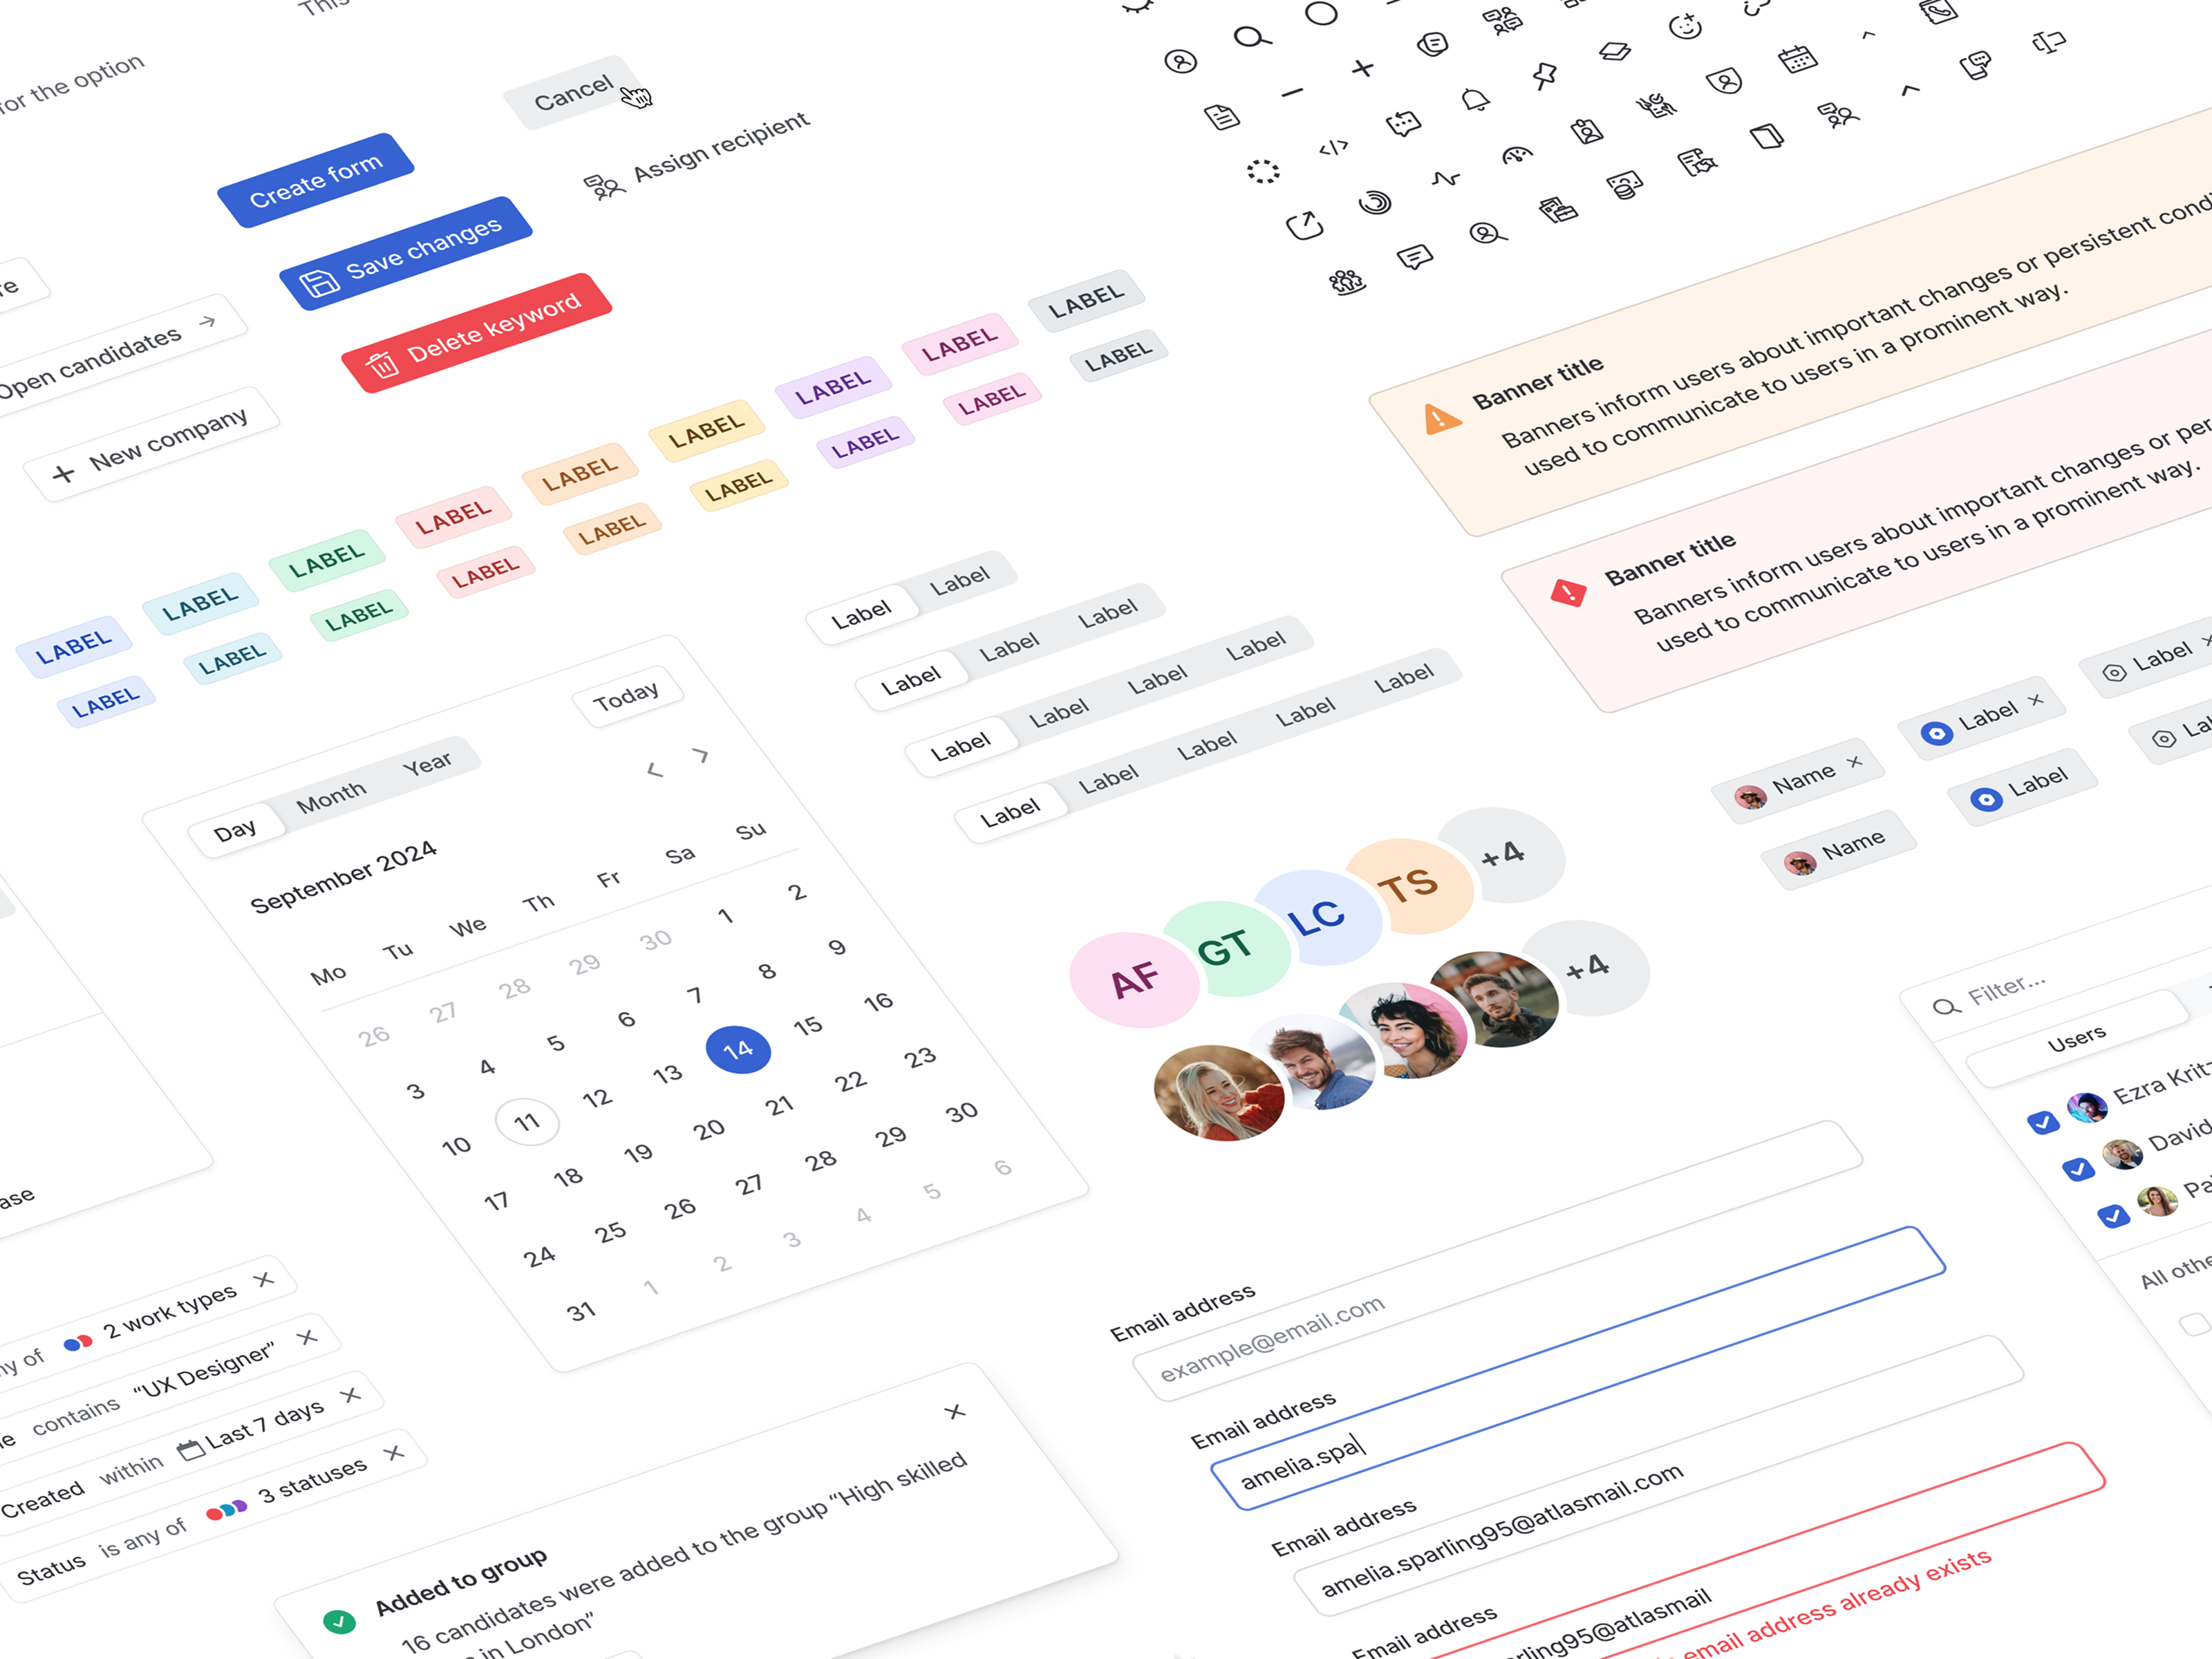 This
for the option
Cancel
Create form
Assign recipient
Save changes
Delete keyword
re
Open candidates
New company
LABEL LABEL LABEL LABEL LABEL LABEL LABEL LABEL LABEL
LABEL LABEL LABEL LABEL LABEL LABEL LABEL LABEL LABEL
Banner title
Banners inform users about important changes or persistent condi
used to communicate to users in a prominent way.
Banner title
Banners inform users about important changes or per
used to communicate to users in a prominent way.
Label Label
Label Label Label
Label Label Label Label
Label Label Label Label Label
Today
Day Month Year
September 2024
Mo Tu We Th Fr Sa Su
26 27 28 29 30 1 2
3 4 5 6 7 8 9
10 11 12 13 14 15 16
17 18 19 20 21 22 23
24 25 26 27 28 29 30
31 1 2 3 4 5 6
Name Label Label
Name Label La
AF GT LC TS +4
+4
Filter...
Users
Ezra Kritz
David
Pa
All othe
ase
ny of 2 work types
e contains “UX Designer”
Created within Last 7 days
Status is any of 3 statuses
Added to group
16 candidates were added to the group “High skilled
in London”
Email address
example@email.com
Email address
amelia.spa
Email address
amelia.sparling95@atlasmail.com
Email address
rling95@atlasmail
email address already exists